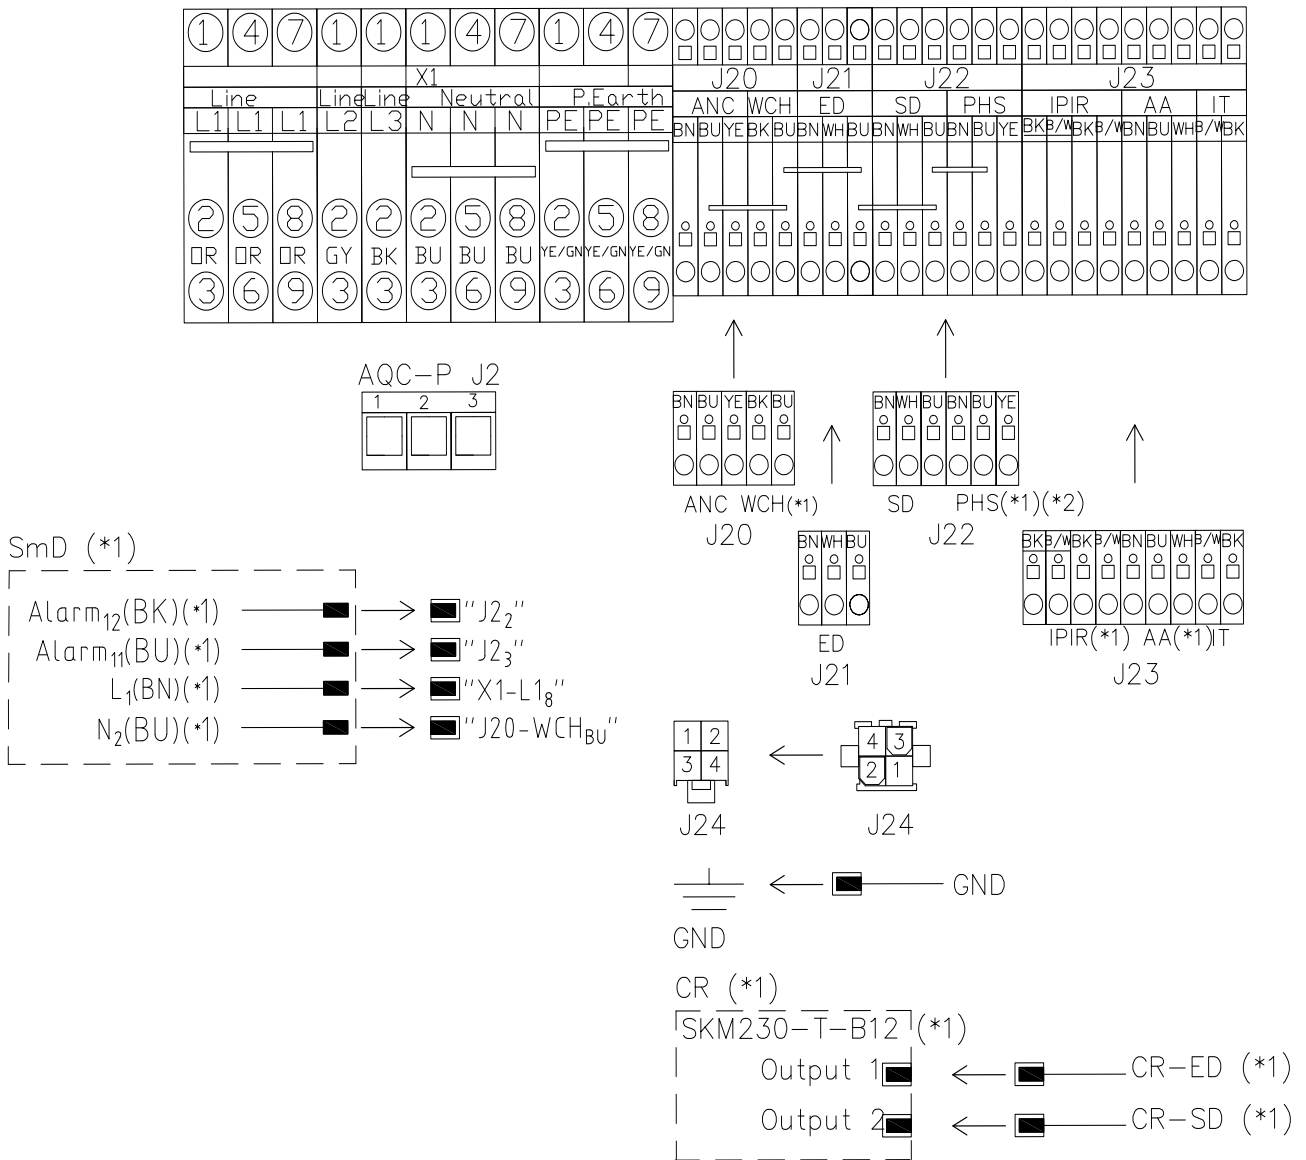 1 4 7 1 1 1 4 7 1 4 7
X1
J20 J21 J22 J23
Line Line Line Neutral P.Earth
ANC WCH ED SD PHS IPIR AA IT
L1 L1 L1 L2 L3 N N N PE PE PE
BN BU YE BK BU BN WH BU BN WH BU BN BU YE BK B/W BK B/W BN BU WH B/W BK
2 5 8 2 2 2 5 8 2 5 8
OR OR OR GY BK BU BU BU YE/GN YE/GN YE/GN
3 6 9 3 3 3 6 9 3 6 9
AQC-P J2
1 2 3
BN BU YE BK BU
ANC WCH(*1)
J20
BN WH BU BN BU YE
SD PHS(*1)(*2)
J22
BN WH BU
ED
J21
BK B/W BK B/W BN BU WH B/W BK
IPIR(*1) AA(*1) IT
J23
SmD (*1)
Alarm12(BK)(*1) "J22"
Alarm11(BU)(*1) "J23"
L1(BN)(*1) "X1-L18"
N2(BU)(*1) "J20-WCHBU"
1 2
3 4
J24
4 3
2 1
J24
GND
GND
CR (*1)
SKM230-T-B12 (*1)
Output 1 CR-ED (*1)
Output 2 CR-SD (*1)